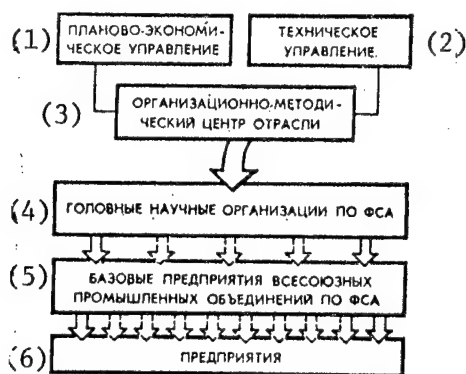 (1)
ПЛАНОВО-ЭКОНОМИ-
ЧЕСКОЕ УПРАВЛЕНИЕ
ТЕХНИЧЕСКОЕ
УПРАВЛЕНИЕ.
(2)
(3)
ОРГАНИЗАЦИОННО-МЕТОДИ-
ЧЕСКИЙ ЦЕНТР ОТРАСЛИ
(4)
ГОЛОВНЫЕ НАУЧНЫЕ ОРГАНИЗАЦИИ ПО ФСА
(5)
БАЗОВЫЕ ПРЕДПРИЯТИЯ ВСЕСОЮЗНЫХ
ПРОМЫШЛЕННЫХ ОБЪЕДИНЕНИЙ ПО ФСА
(6)
ПРЕДПРИЯТИЯ